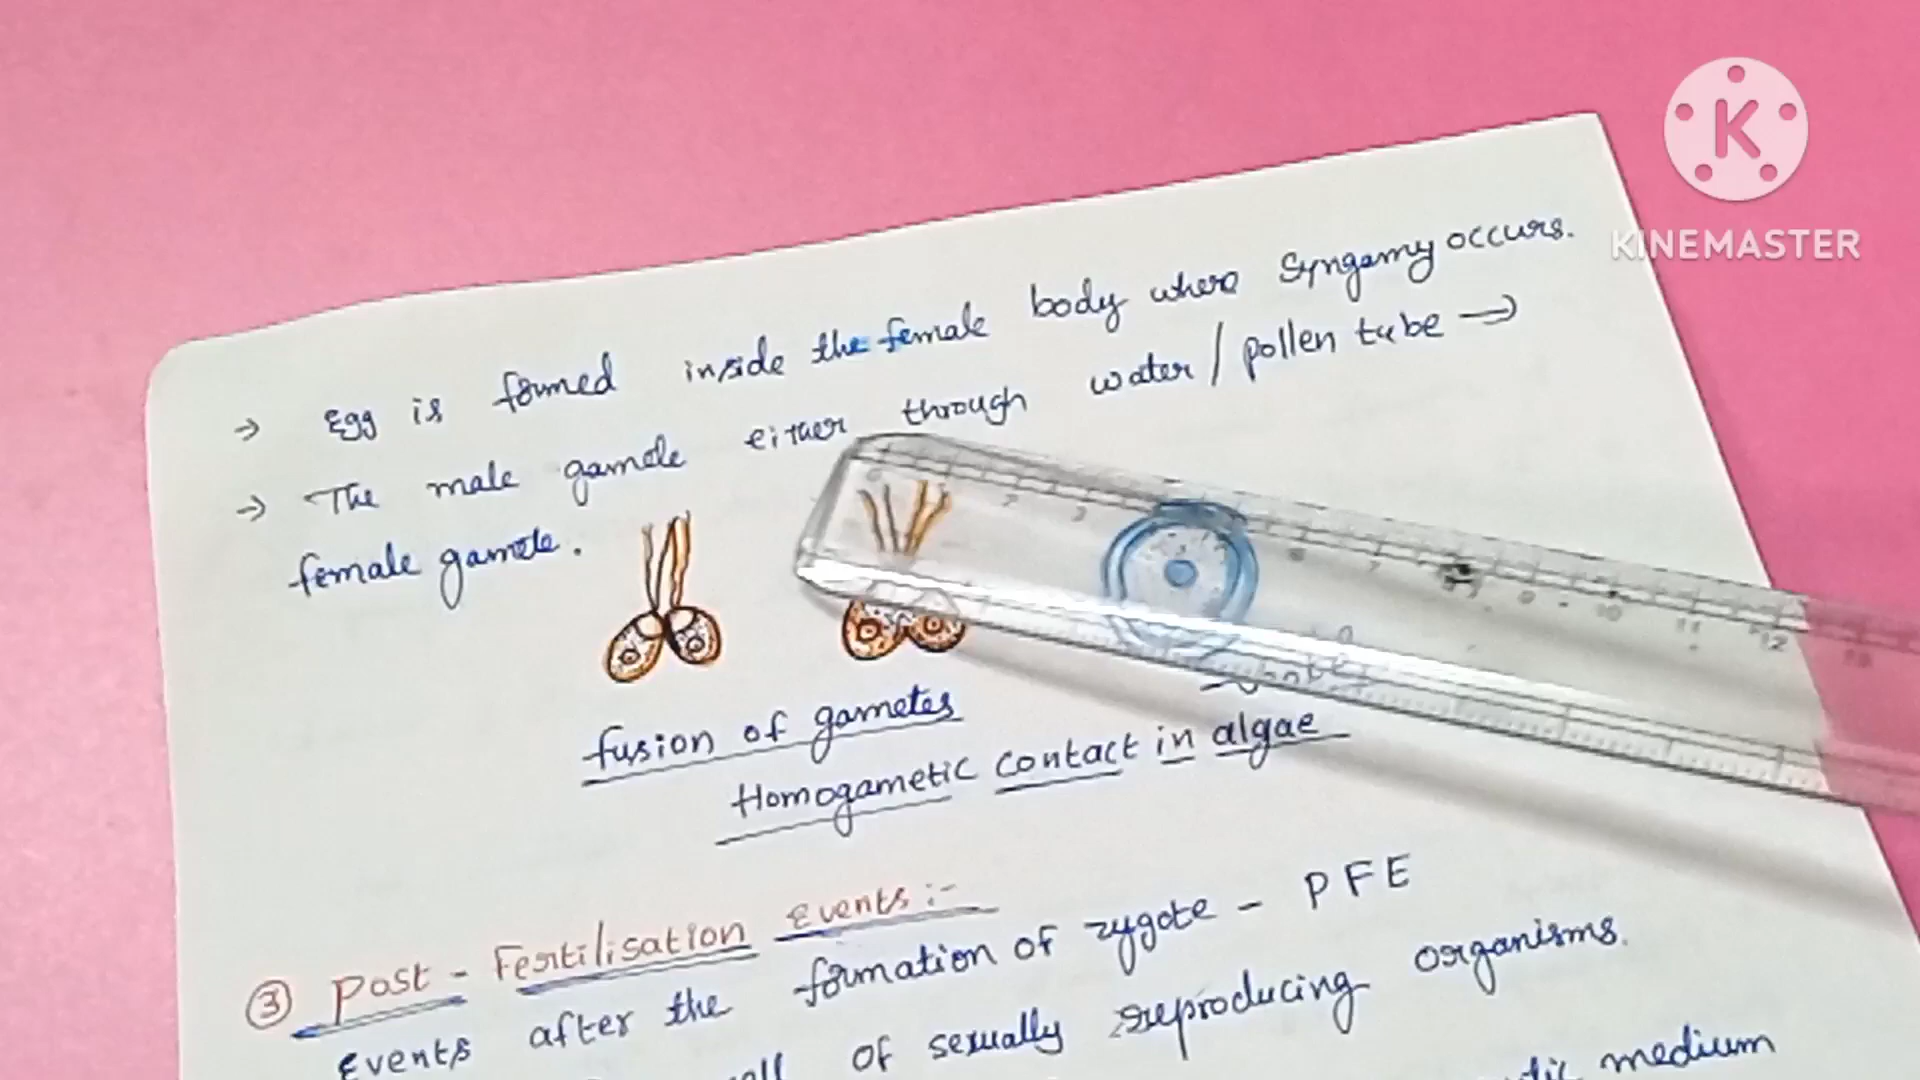 K
KINEMASTER
→ Egg is formed inside the female body where syngamy occurs.
→ The male gamete either through water / pollen tube →
female gamete.
fusion of gametes
Homogametic contact in algae
③ Post - Fertilisation Events :-
Events after the formation of zygote - PFE
of sexually reproducing organisms.
medium